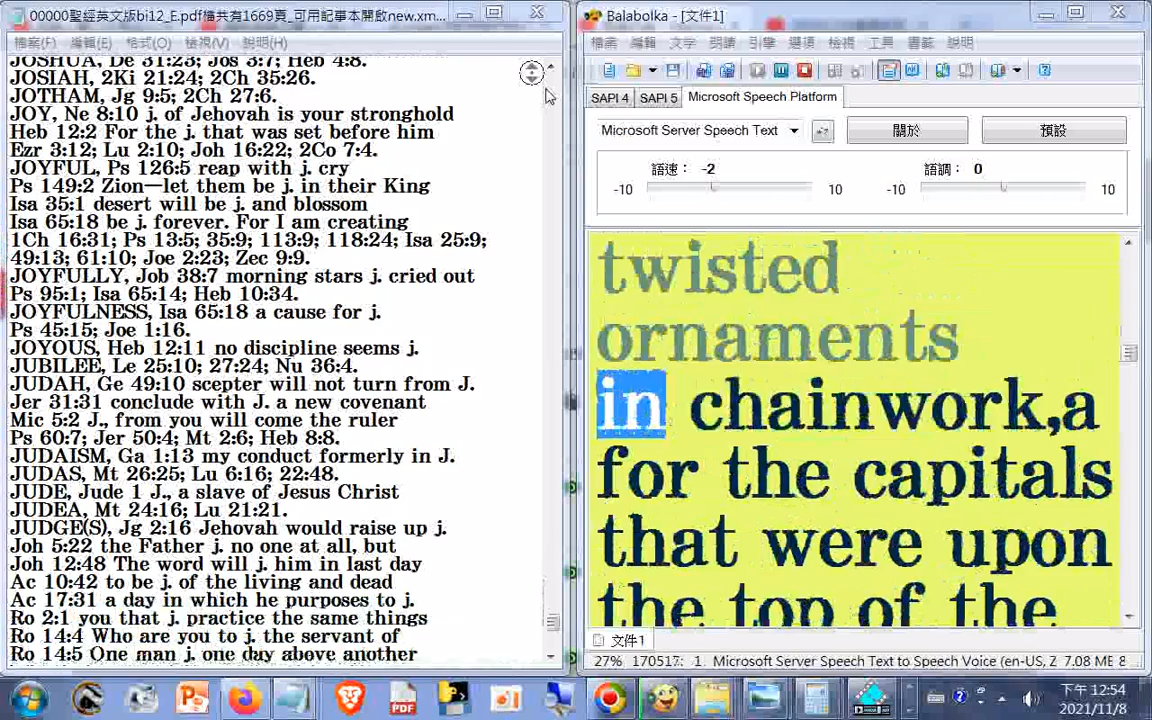 00000聖經英文版bi12_E.pdf檔共有1669頁_可用記事本開啟new.xm...
檔案(F) 編輯(E) 格式(O) 檢視(V) 說明(H)
JOSHUA, De 31:23; Jos 3:7; Heb 4:8.
JOSIAH, 2Ki 21:24; 2Ch 35:26.
JOTHAM, Jg 9:5; 2Ch 27:6.
JOY, Ne 8:10 j. of Jehovah is your stronghold
Heb 12:2 For the j. that was set before him
Ezr 3:12; Lu 2:10; Joh 16:22; 2Co 7:4.
JOYFUL, Ps 126:5 reap with j. cry
Ps 149:2 Zion—let them be j. in their King
Isa 35:1 desert will be j. and blossom
Isa 65:18 be j. forever. For I am creating
1Ch 16:31; Ps 13:5; 35:9; 113:9; 118:24; Isa 25:9;
49:13; 61:10; Joe 2:23; Zec 9:9.
JOYFULLY, Job 38:7 morning stars j. cried out
Ps 95:1; Isa 65:14; Heb 10:34.
JOYFULNESS, Isa 65:18 a cause for j.
Ps 45:15; Joe 1:16.
JOYOUS, Heb 12:11 no discipline seems j.
JUBILEE, Le 25:10; 27:24; Nu 36:4.
JUDAH, Ge 49:10 scepter will not turn from J.
Jer 31:31 conclude with J. a new covenant
Mic 5:2 J., from you will come the ruler
Ps 60:7; Jer 50:4; Mt 2:6; Heb 8:8.
JUDAISM, Ga 1:13 my conduct formerly in J.
JUDAS, Mt 26:25; Lu 6:16; 22:48.
JUDE, Jude 1 J., a slave of Jesus Christ
JUDEA, Mt 24:16; Lu 21:21.
JUDGE(S), Jg 2:16 Jehovah would raise up j.
Joh 5:22 the Father j. no one at all, but
Joh 12:48 The word will j. him in last day
Ac 10:42 to be j. of the living and dead
Ac 17:31 a day in which he purposes to j.
Ro 2:1 you that j. practice the same things
Ro 14:4 Who are you to j. the servant of
Ro 14:5 One man j. one day above another
Balabolka - [文件1]
檔案 編輯 文字 朗讀 引擎 選項 檢視 工具 書籤 說明
SAPI 4 SAPI 5 Microsoft Speech Platform
Microsoft Server Speech Text 關於 預設
語速： -2 語調： 0
-10 10 -10 10
twisted
ornaments
in chainwork,a
for the capitals
that were upon
the top of the
文件1
27% 170517: 1. Microsoft Server Speech Text to Speech Voice (en-US, Z 7.08 MB 8
PDF
下午 12:54
2021/11/8